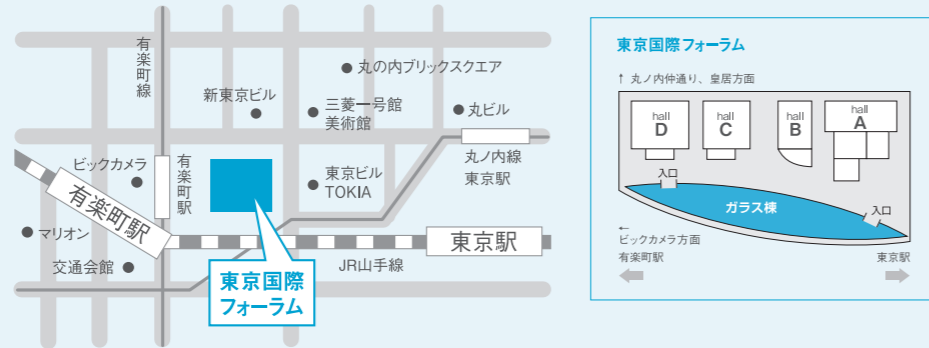 有楽町線
丸の内ブリックスクエア
新東京ビル
三菱一号館
美術館
丸ビル
丸ノ内線
東京駅
ビックカメラ
有楽町駅
東京ビル
TOKIA
有楽町駅
マリオン
交通会館
JR山手線
東京駅
東京国際
フォーラム
東京国際フォーラム
↑ 丸ノ内仲通り、皇居方面
hall
D
hall
C
hall
B
hall
A
入口
ガラス棟
入口
←
ビックカメラ方面
有楽町駅
東京駅